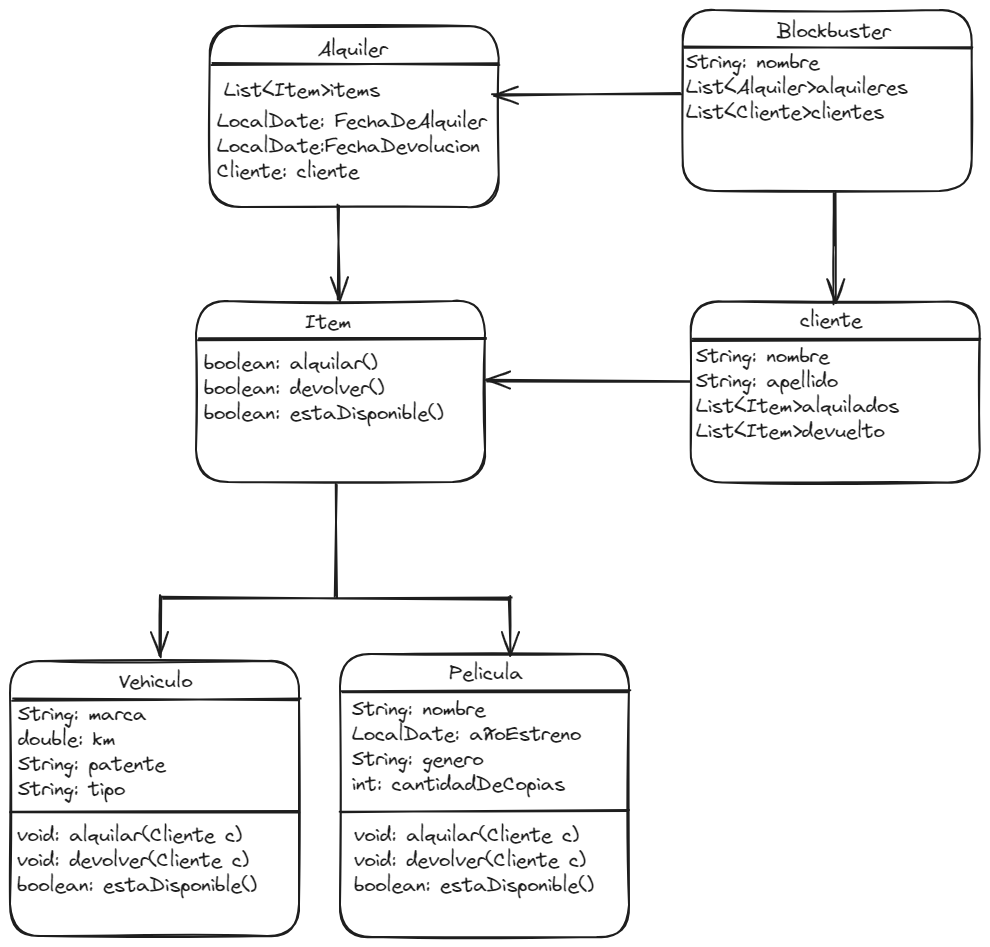 Alquiler
List<Item>items
LocalDate: FechaDeAlquiler
LocalDate:FechaDevolucion
Cliente: cliente
Blockbuster
String: nombre
List<Alquiler>alquileres
List<Cliente>clientes
Item
boolean: alquilar()
boolean: devolver()
boolean: estaDisponible()
cliente
String: nombre
String: apellido
List<Item>alquilados
List<Item>devuelto
Vehiculo
String: marca
double: km
String: patente
String: tipo
void: alquilar(Cliente c)
void: devolver(Cliente c)
boolean: estaDisponible()
Pelicula
String: nombre
LocalDate: añoEstreno
String: genero
int: cantidadDeCopias
void: alquilar(Cliente c)
void: devolver(Cliente c)
boolean: estaDisponible()